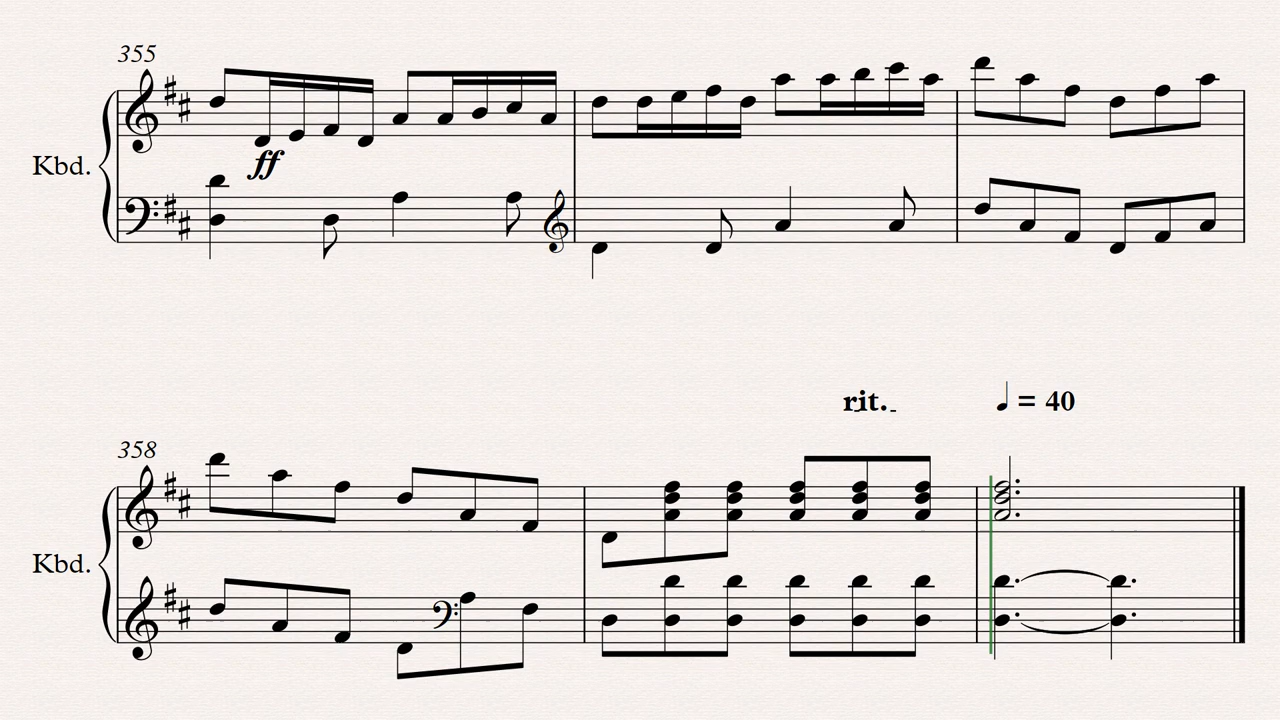 355
Kbd.
ff
rit.
♩ = 40
358
Kbd.